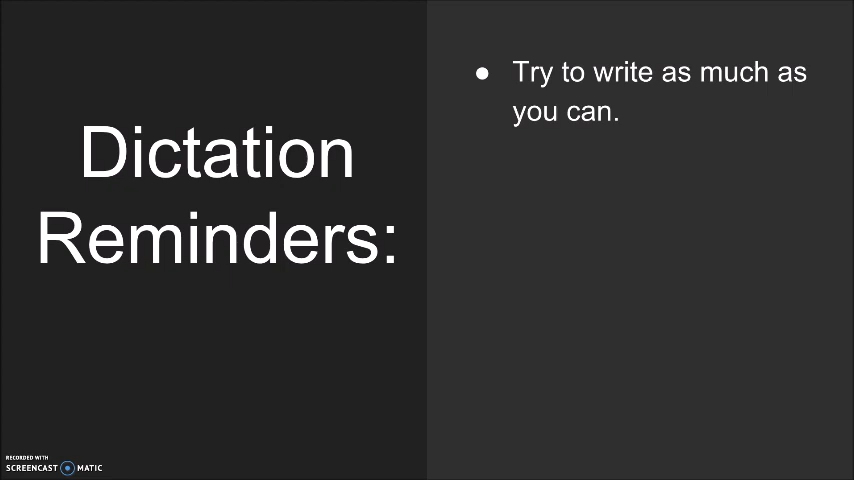 Dictation
Reminders:
● Try to write as much as
you can.
RECORDED WITH
SCREENCAST MATIC